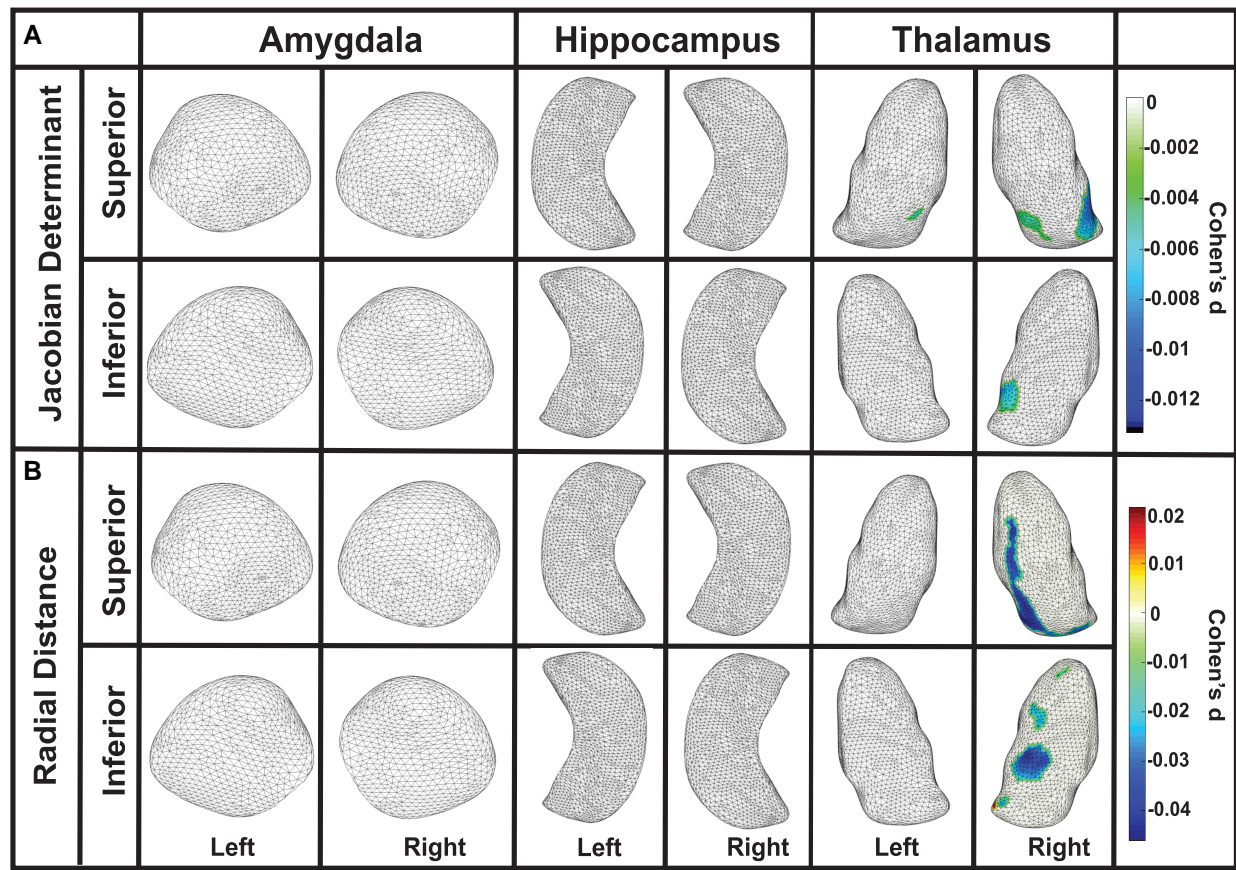 A
Amygdala
Hippocampus
Thalamus
Jacobian Determinant
Superior
Inferior
0
-0.002
-0.004
-0.006
-0.008
-0.01
-0.012
Cohen's d
B
Radial Distance
Superior
Inferior
0.02
0.01
0
-0.01
-0.02
-0.03
-0.04
Cohen's d
Left
Right
Left
Right
Left
Right